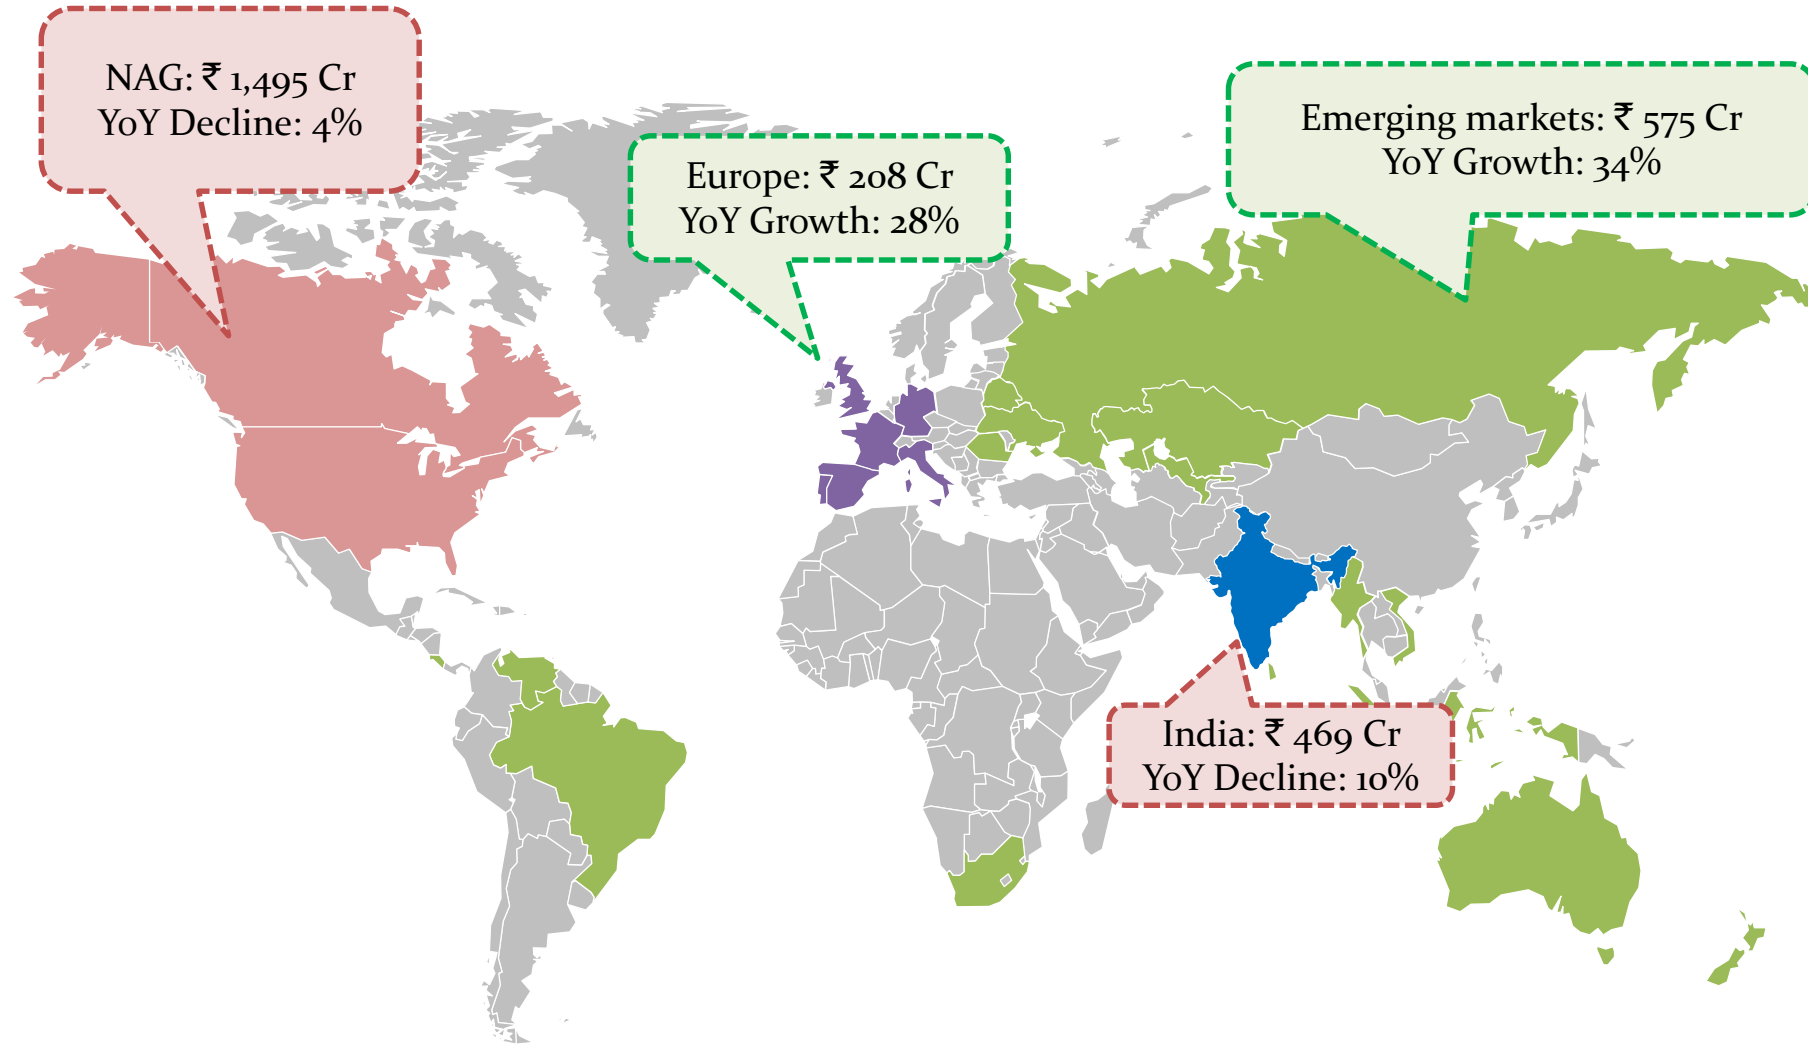 NAG: ₹ 1,495 Cr
YoY Decline: 4%
Europe: ₹ 208 Cr
YoY Growth: 28%
Emerging markets: ₹ 575 Cr
YoY Growth: 34%
India: ₹ 469 Cr
YoY Decline: 10%